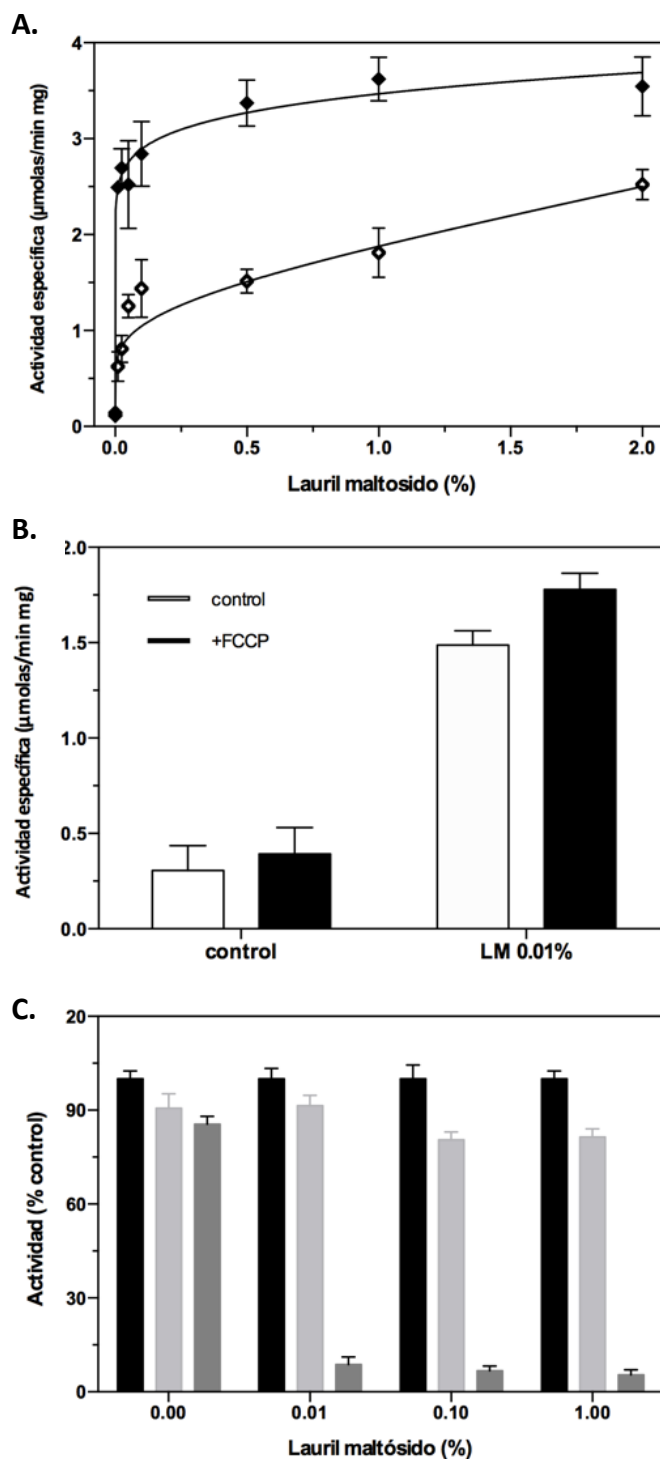 A.
Actividad específica (µmolas/min mg)
4
3
2
1
0
0.0 0.5 1.0 1.5 2.0
Lauril maltosido (%)
B.
Actividad específica (µmolas/min mg)
2.0
1.5
1.0
0.5
0.0
control
+FCCP
control LM 0.01%
C.
Actividad (% control)
20
90
60
30
0
0.00 0.01 0.10 1.00
Lauril maltósido (%)